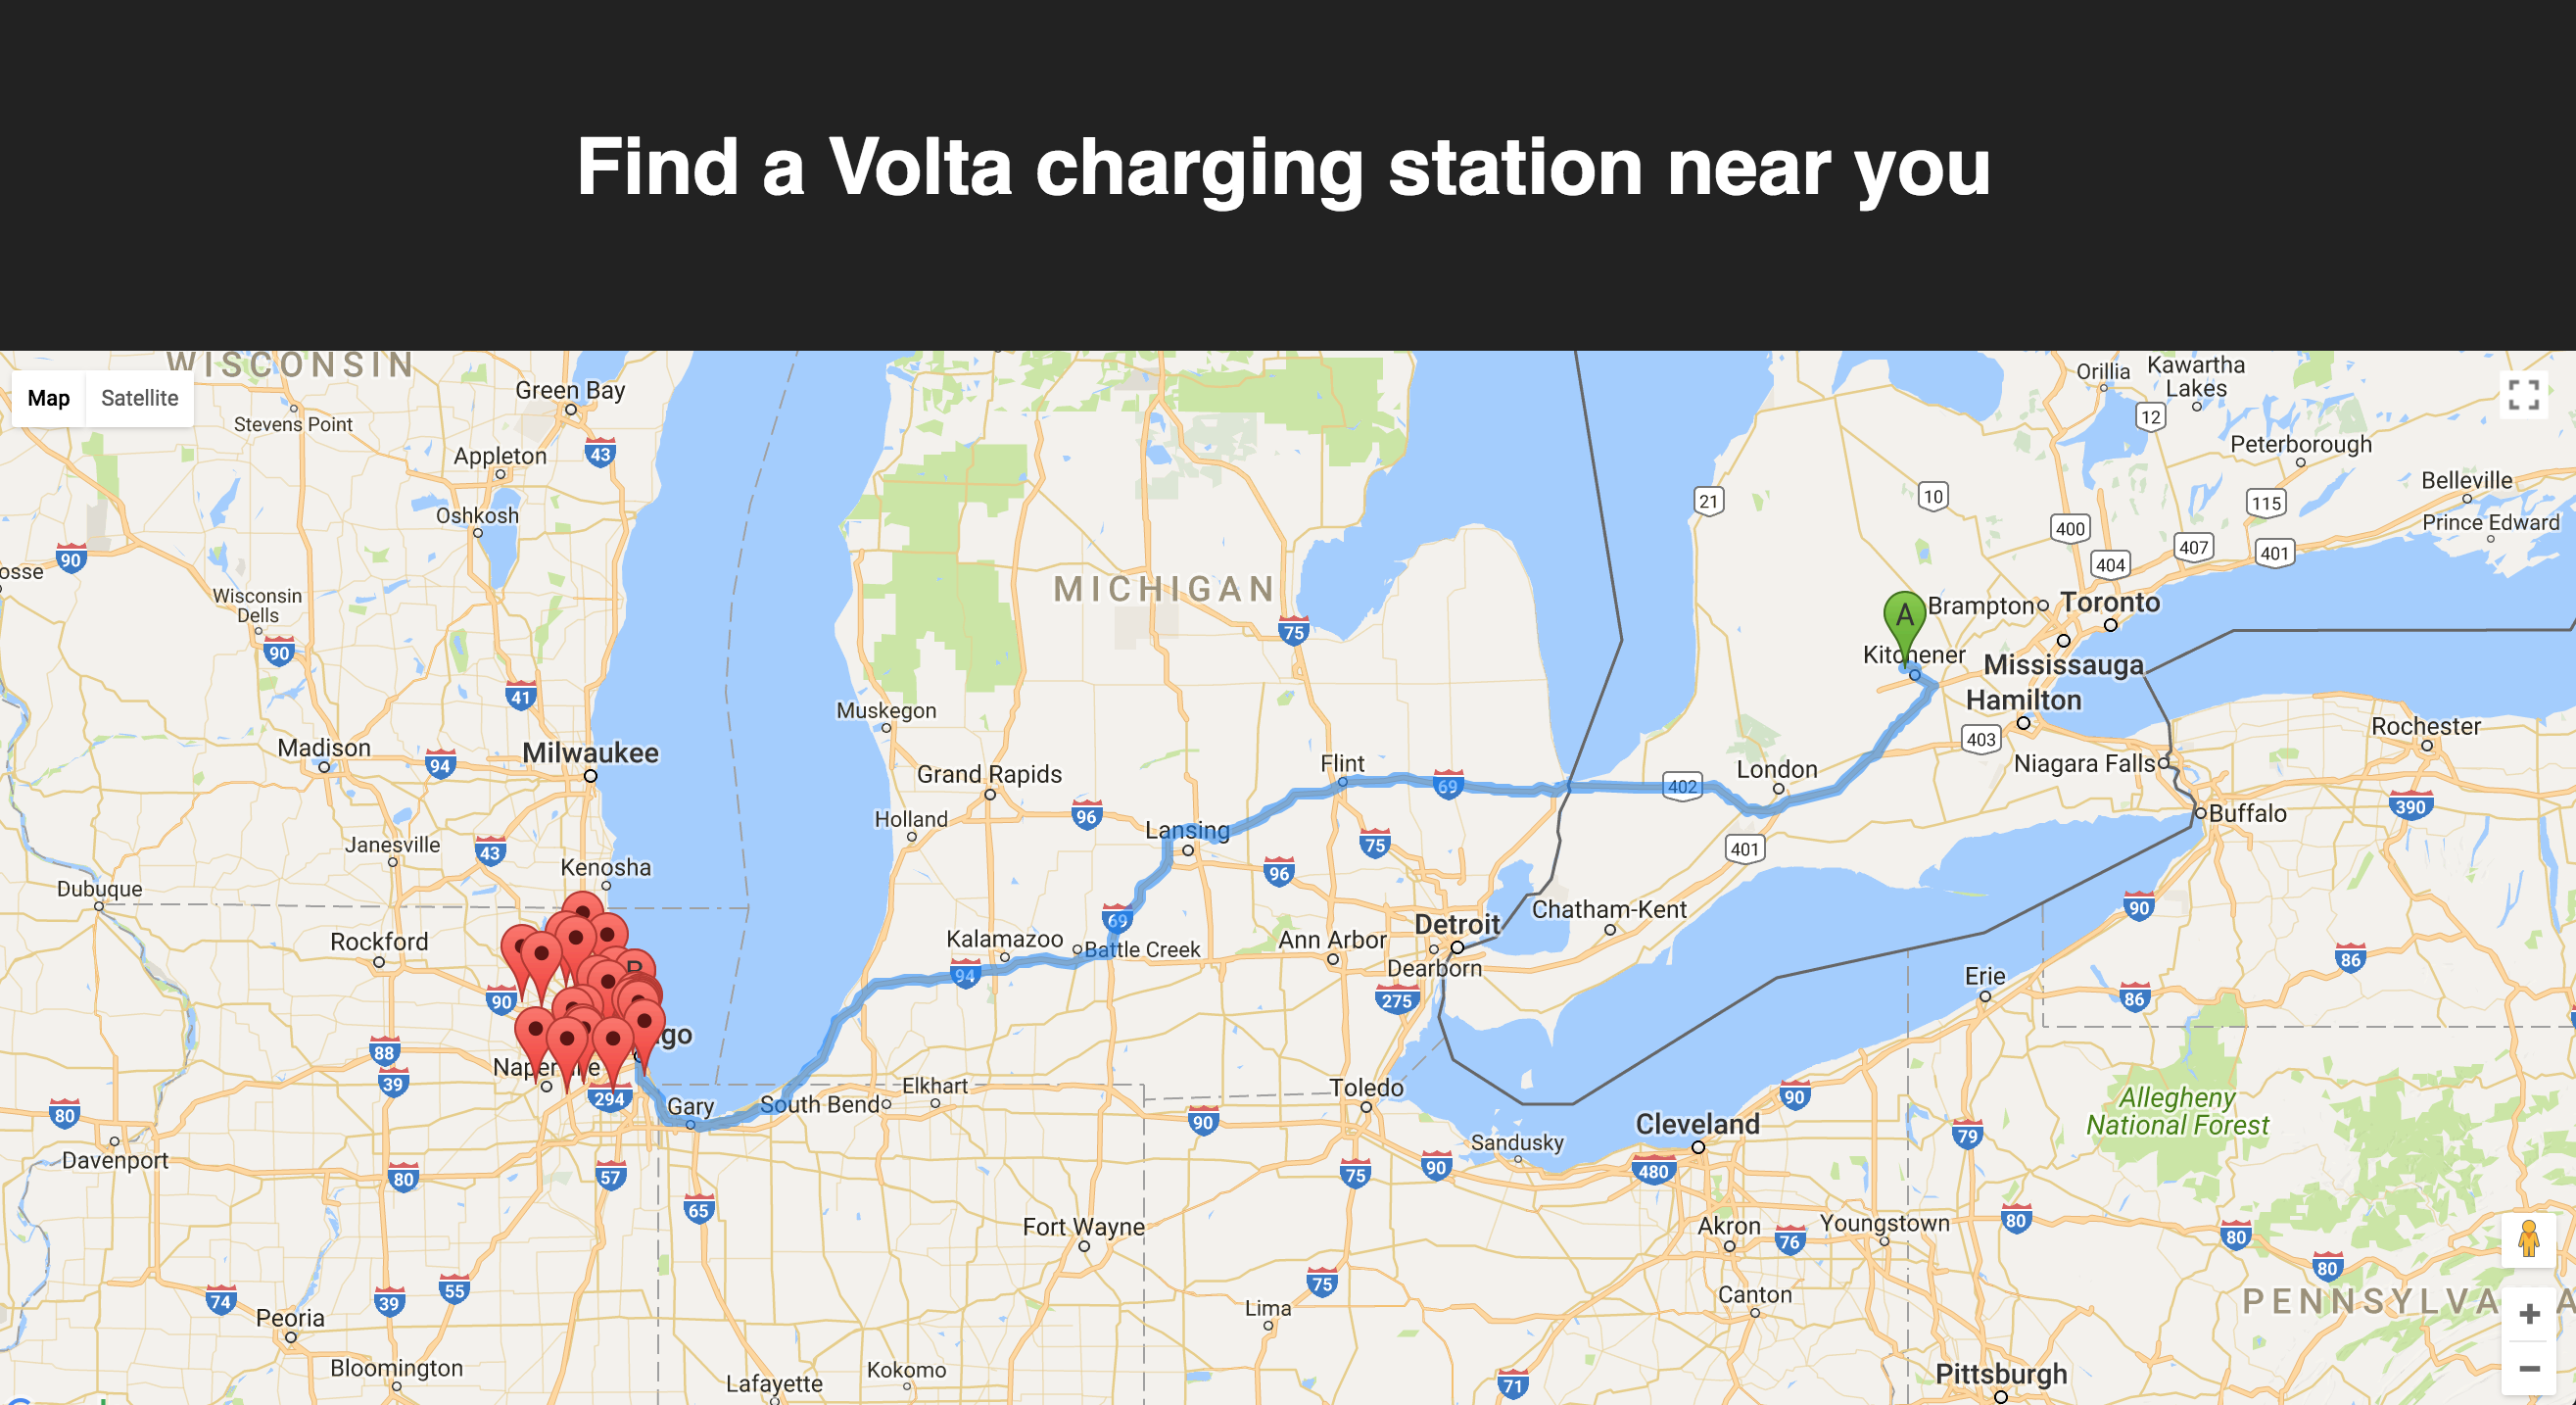 Find a Volta charging station near you
WISCONSIN
Map
Satellite
Green Bay
Stevens Point
43
Appleton
Oshkosh
90
osse
Wisconsin
Dells
90
41
Madison
94
Milwaukee
Janesville
43
Kenosha
Dubuque
Rockford
90
B
go
88
39
Naper
294
80
Davenport
80
57
Gary
65
74
39
55
Peoria
Bloomington
Lafayette
Kokomo
MICHIGAN
75
Muskegon
Grand Rapids
Holland
96
Lansing
Flint
69
75
96
69
Kalamazoo
Battle Creek
94
Ann Arbor
Detroit
Dearborn
275
Elkhart
South Bend
90
Toledo
Fort Wayne
75
90
Sandusky
75
Lima
71
Orillia
Kawartha
Lakes
12
Peterborough
Belleville
115
Prince Edward
21
10
400
407
401
404
A
Brampton
Toronto
Kitchener
Mississauga
Hamilton
403
Niagara Falls
Rochester
Buffalo
390
402
London
401
Chatham-Kent
90
86
86
Erie
Allegheny
National Forest
Cleveland
90
79
480
Akron
76
Youngstown
80
80
80
Canton
PENNSYLVA
A
Pittsburgh
+
−